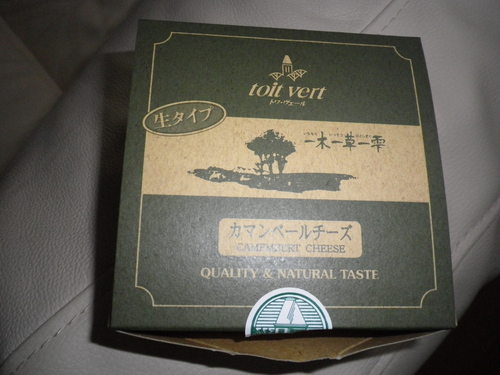 toit vert
トワ・ヴェール
生タイプ
一木一草一雫
カマンベールチーズ
CAMEMBERT CHEESE
QUALITY & NATURAL TASTE